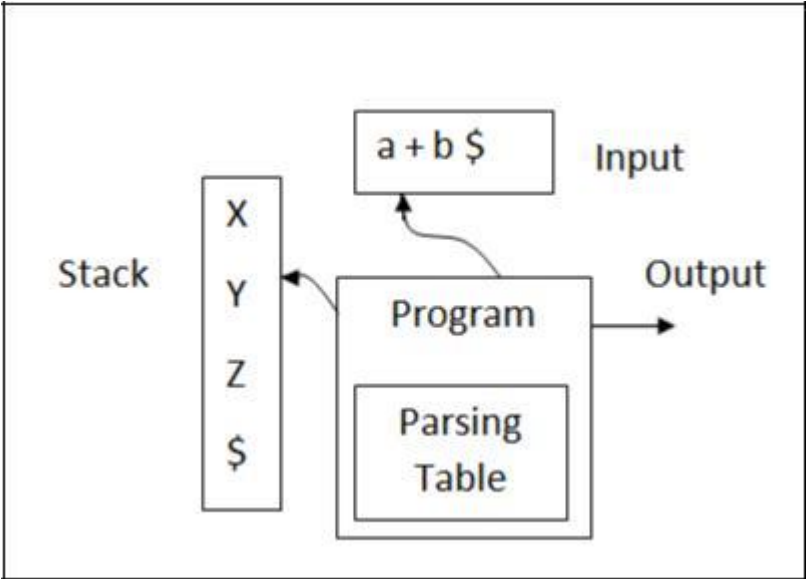 a + b $
Input
Stack
X
Y
Z
$
Program
Output
Parsing
Table